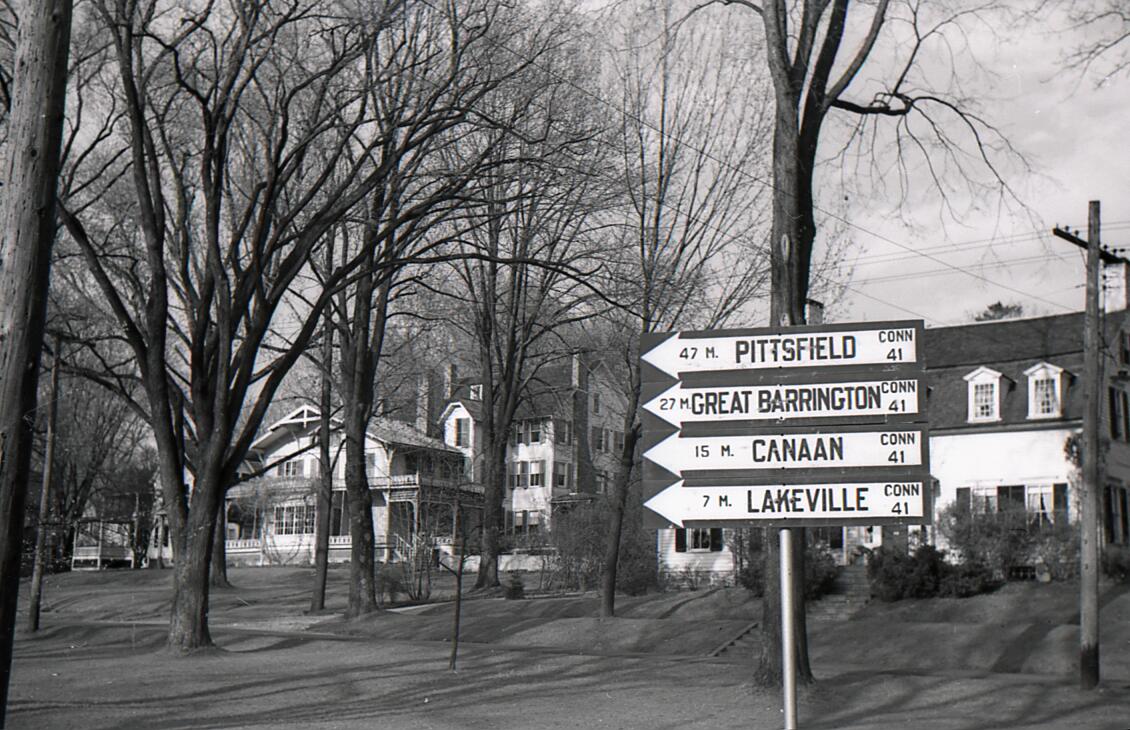 47 M. PITTSFIELD CONN 41
27 M. GREAT BARRINGTON CONN 41
15 M. CANAAN CONN 41
7 M. LAKEVILLE CONN 41